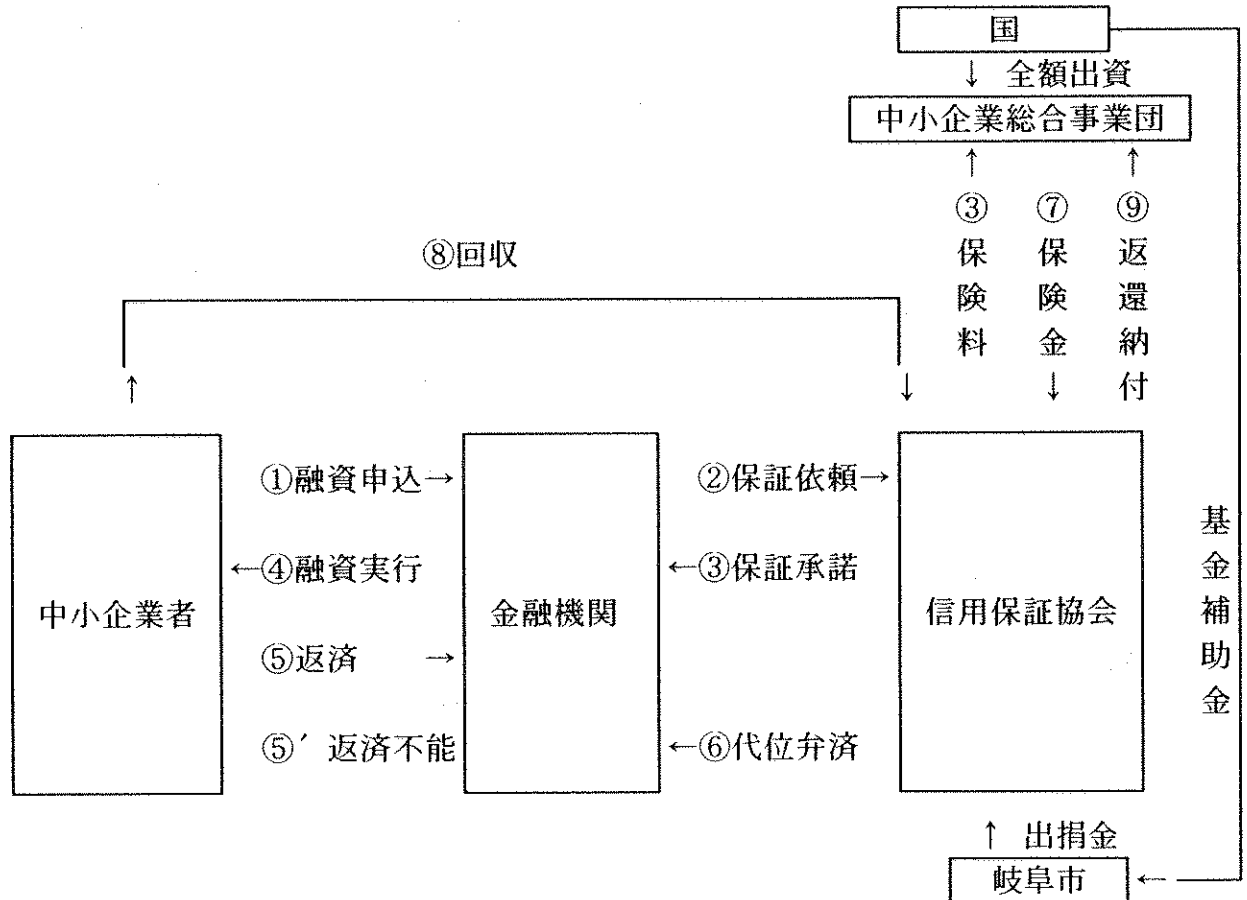 国
↓ 全額出資
中小企業総合事業団
↑ ↑
③保険料
⑦保険金↓
⑨返還納付
⑧回収
↑ ↓
①融資申込→
②保証依頼→
←④融資実行
←③保証承諾
中小企業者
金融機関
信用保証協会
⑤返済 →
⑤´返済不能
←⑥代位弁済
基金補助金
↑ 出捐金
岐阜市 ←